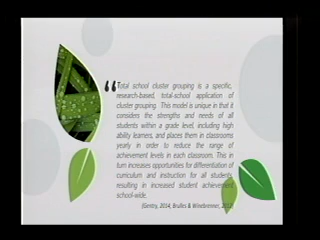 “Total school cluster grouping is a specific,
research-based, total-school application of
cluster grouping. This model is unique in that it
considers the strengths and needs of all
students within a grade level, including high
ability learners, and places them in classrooms
yearly in order to reduce the range of
achievement levels in each classroom. This in
turn increases opportunities for differentiation of
curriculum and instruction for all students,
resulting in increased student achievement
school-wide.
(Gentry, 2014; Brulles & Winebrenner, 2012)